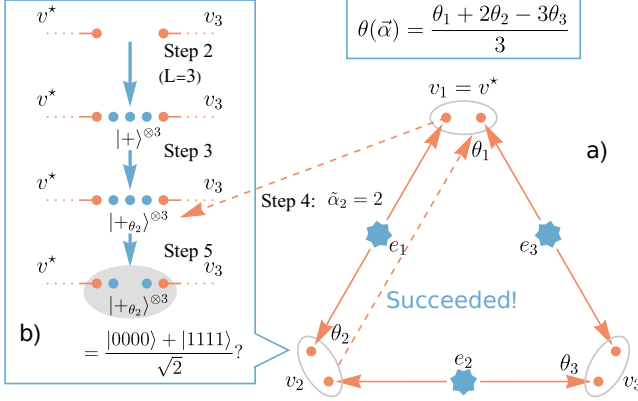 v⋆ v₃
Step 2
(L=3)
v⋆ v₃
|+⟩^{⊗3}
Step 3
v⋆ v₃
|+_{θ₂}⟩^{⊗3}
Step 4: α̃₂ = 2
Step 5
v⋆ v₃
|+_{θ₂}⟩^{⊗3}
b)
= (|0000⟩ + |1111⟩)/√2 ?
θ(α⃗) = (θ₁ + 2θ₂ − 3θ₃)/3
v₁ = v⋆
θ₁
a)
e₁
e₃
Succeeded!
θ₂
e₂
θ₃
v₂
v₃